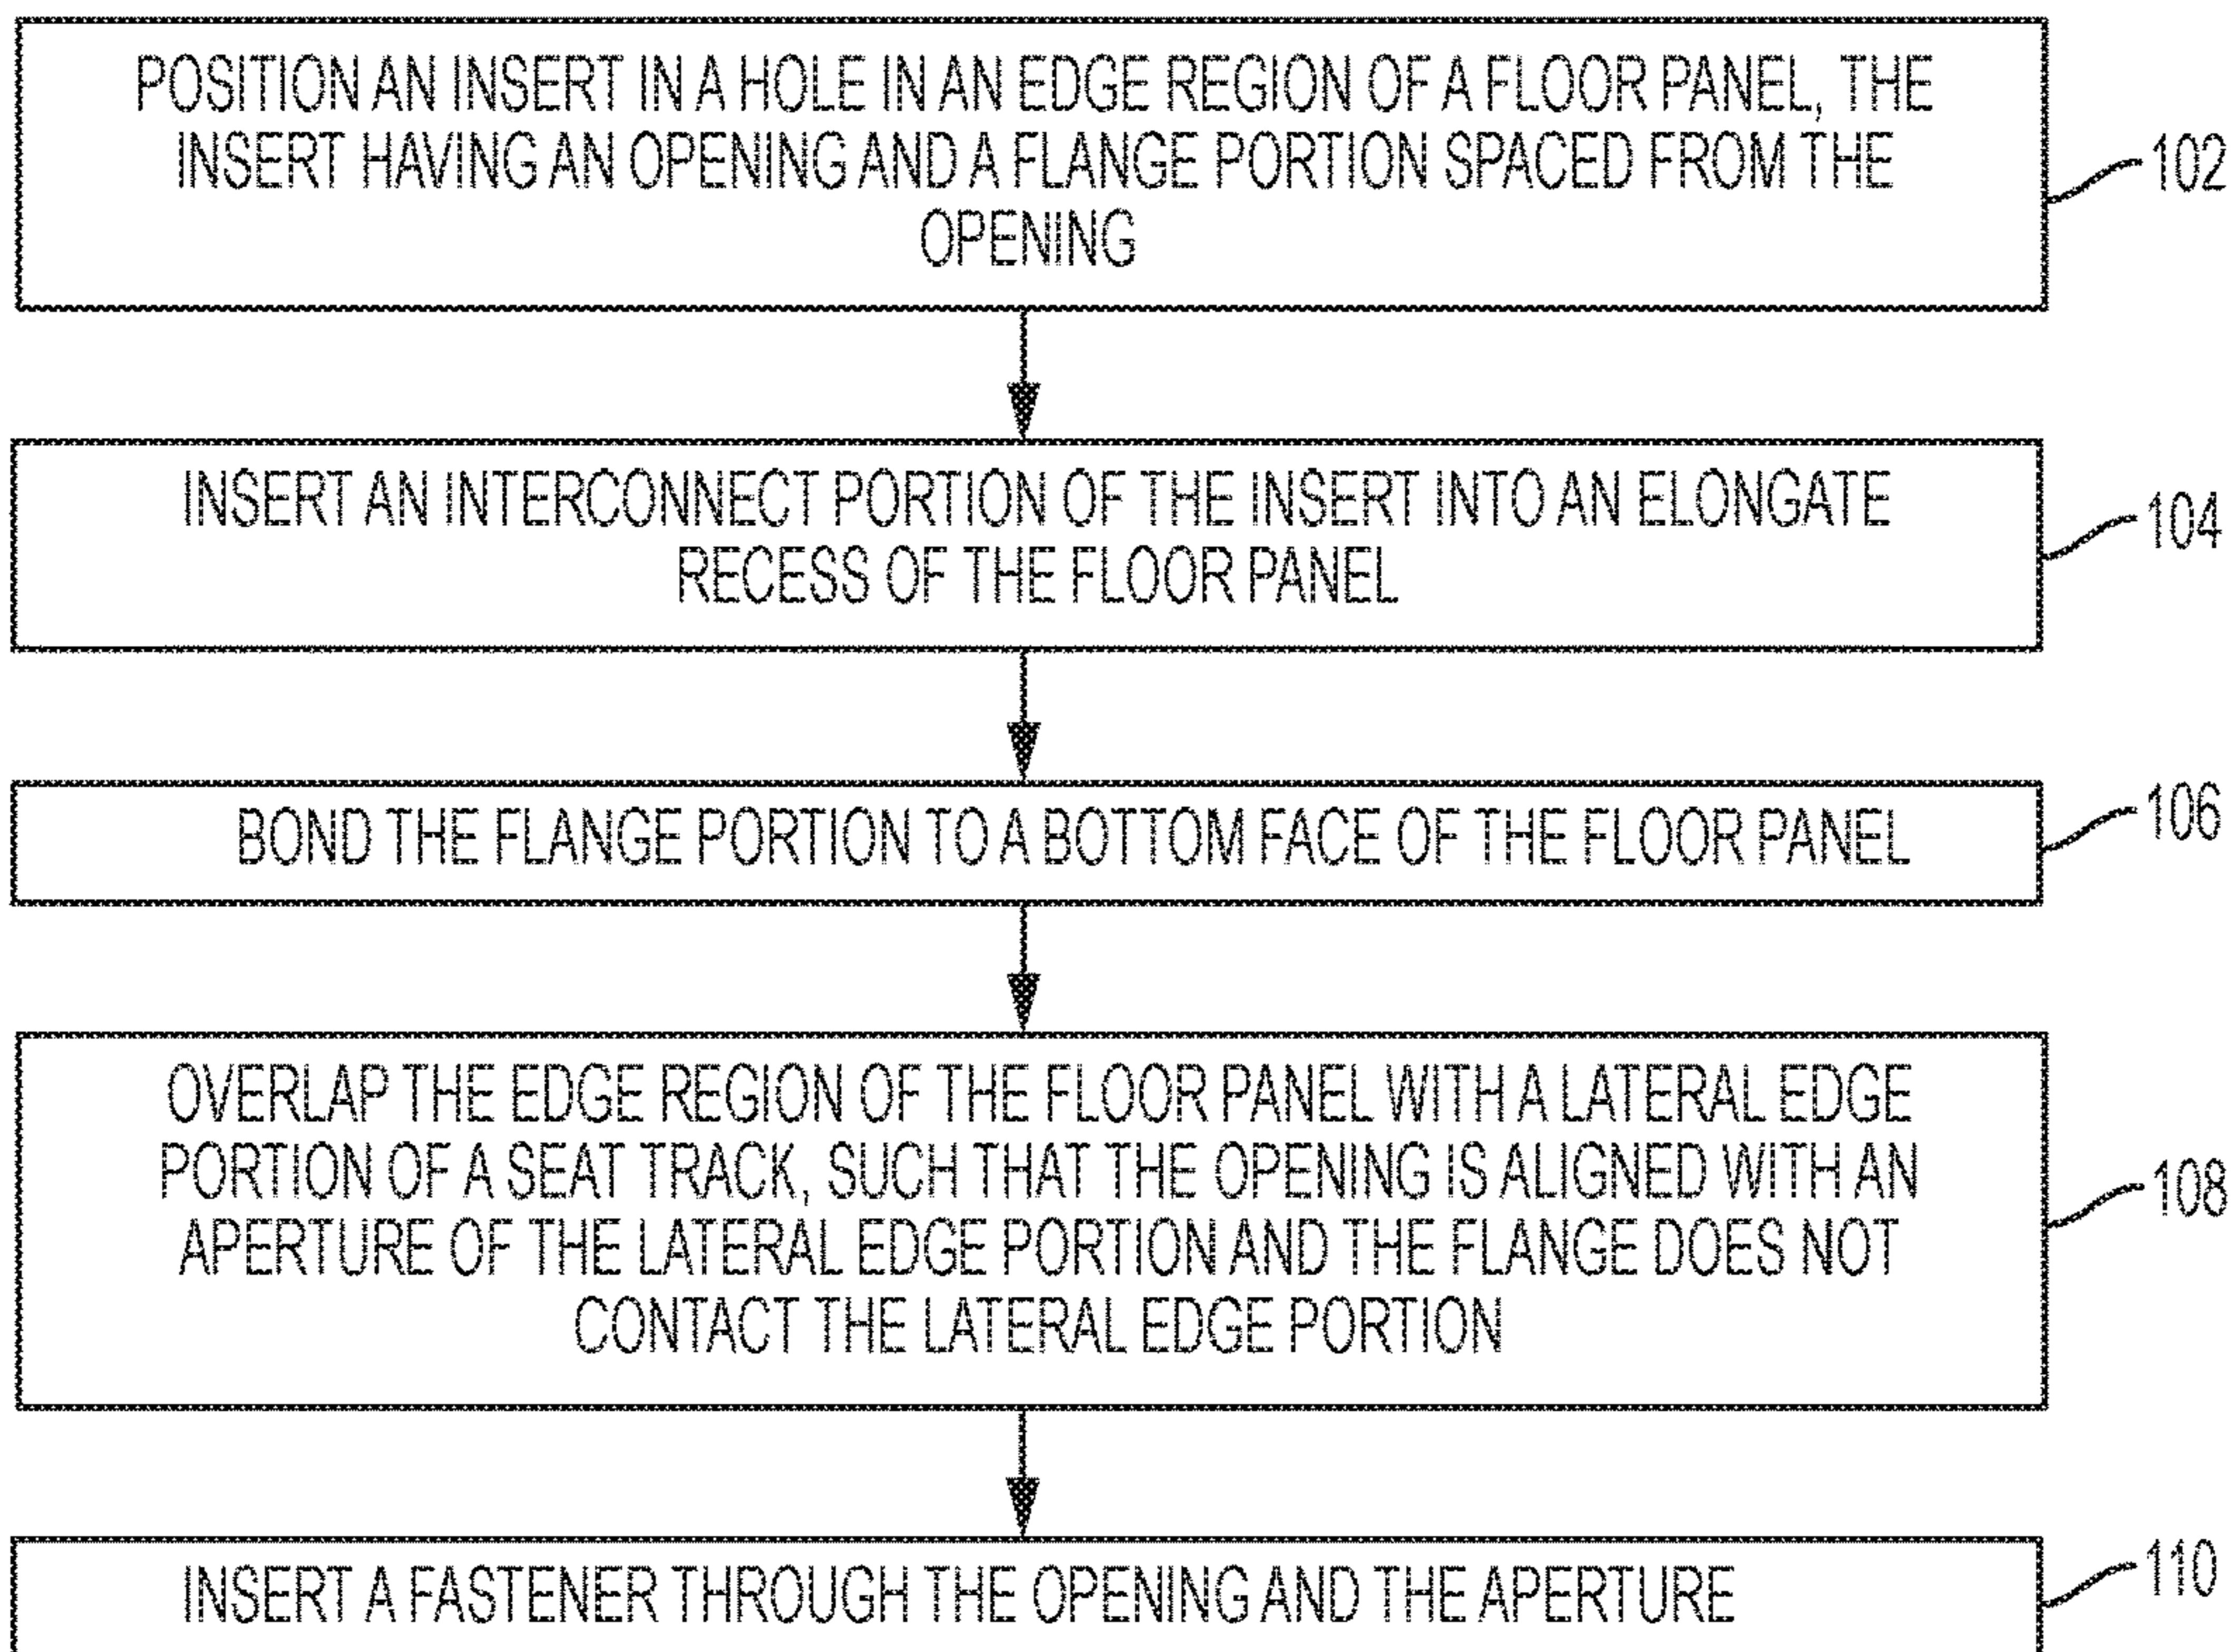 POSITION AN INSERT IN A HOLE IN AN EDGE REGION OF A FLOOR PANEL, THE
INSERT HAVING AN OPENING AND A FLANGE PORTION SPACED FROM THE
OPENING
102
INSERT AN INTERCONNECT PORTION OF THE INSERT INTO AN ELONGATE
RECESS OF THE FLOOR PANEL
104
BOND THE FLANGE PORTION TO A BOTTOM FACE OF THE FLOOR PANEL
106
OVERLAP THE EDGE REGION OF THE FLOOR PANEL WITH A LATERAL EDGE
PORTION OF A SEAT TRACK, SUCH THAT THE OPENING IS ALIGNED WITH AN
APERTURE OF THE LATERAL EDGE PORTION AND THE FLANGE DOES NOT
CONTACT THE LATERAL EDGE PORTION
108
INSERT A FASTENER THROUGH THE OPENING AND THE APERTURE
110